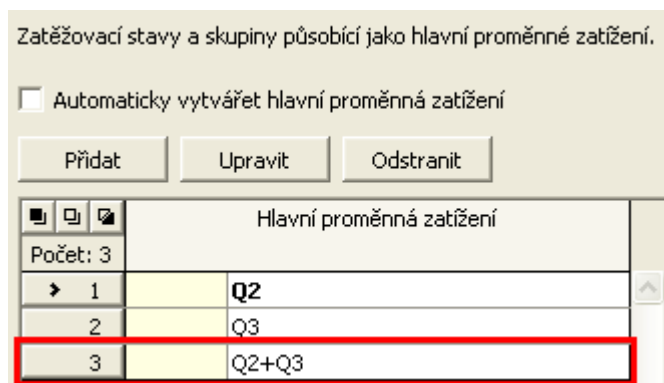 Zatěžovací stavy a skupiny působící jako hlavní proměnné zatížení.
Automaticky vytvářet hlavní proměnná zatížení
Přidat Upravit Odstranit
Hlavní proměnná zatížení
Počet: 3
1 Q2
2 Q3
3 Q2+Q3